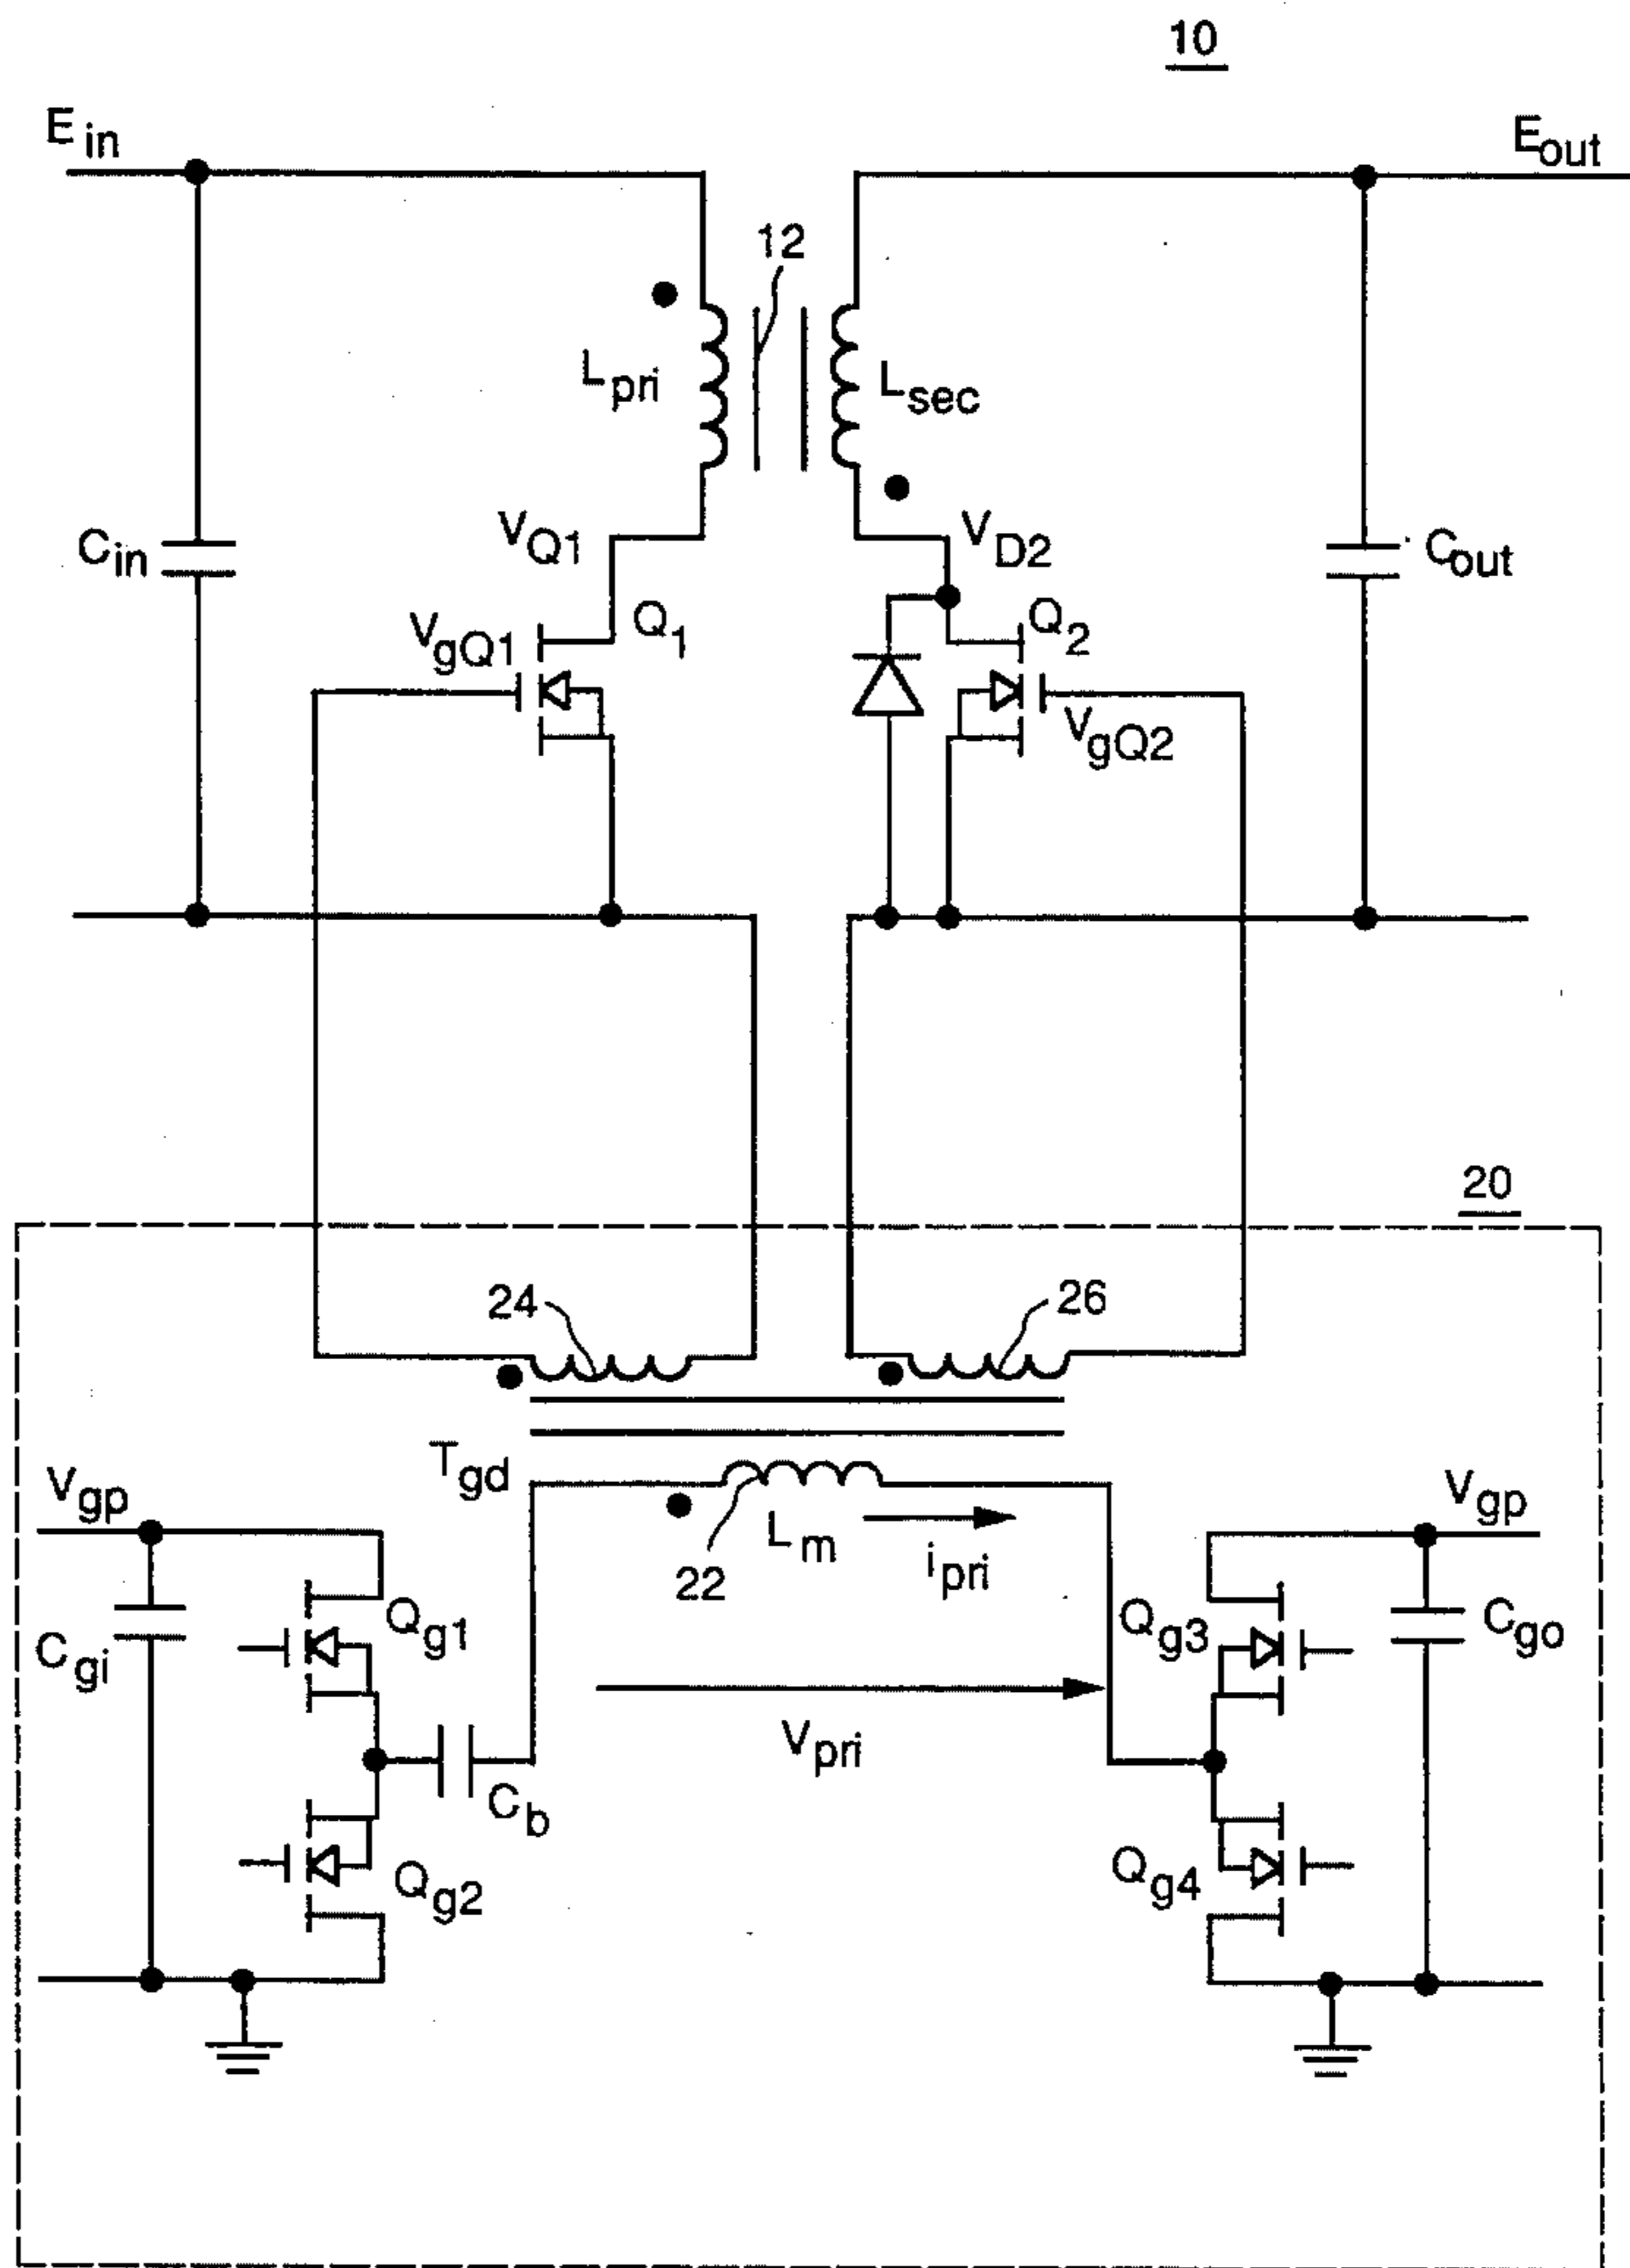 10
E in
E out
12
L pri
L sec
V Q1
V D2
C in
C out
V gQ1
Q 1
Q 2
V gQ2
20
24
26
T gd
V gp
V gp
L m
i pri
22
Q g1
Q g3
C gi
C go
V pri
C b
Q g2
Q g4